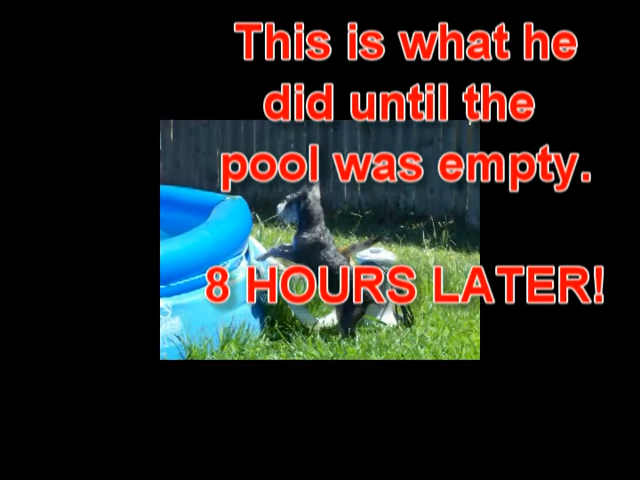 This is what he
did until the
pool was empty.
8 HOURS LATER!